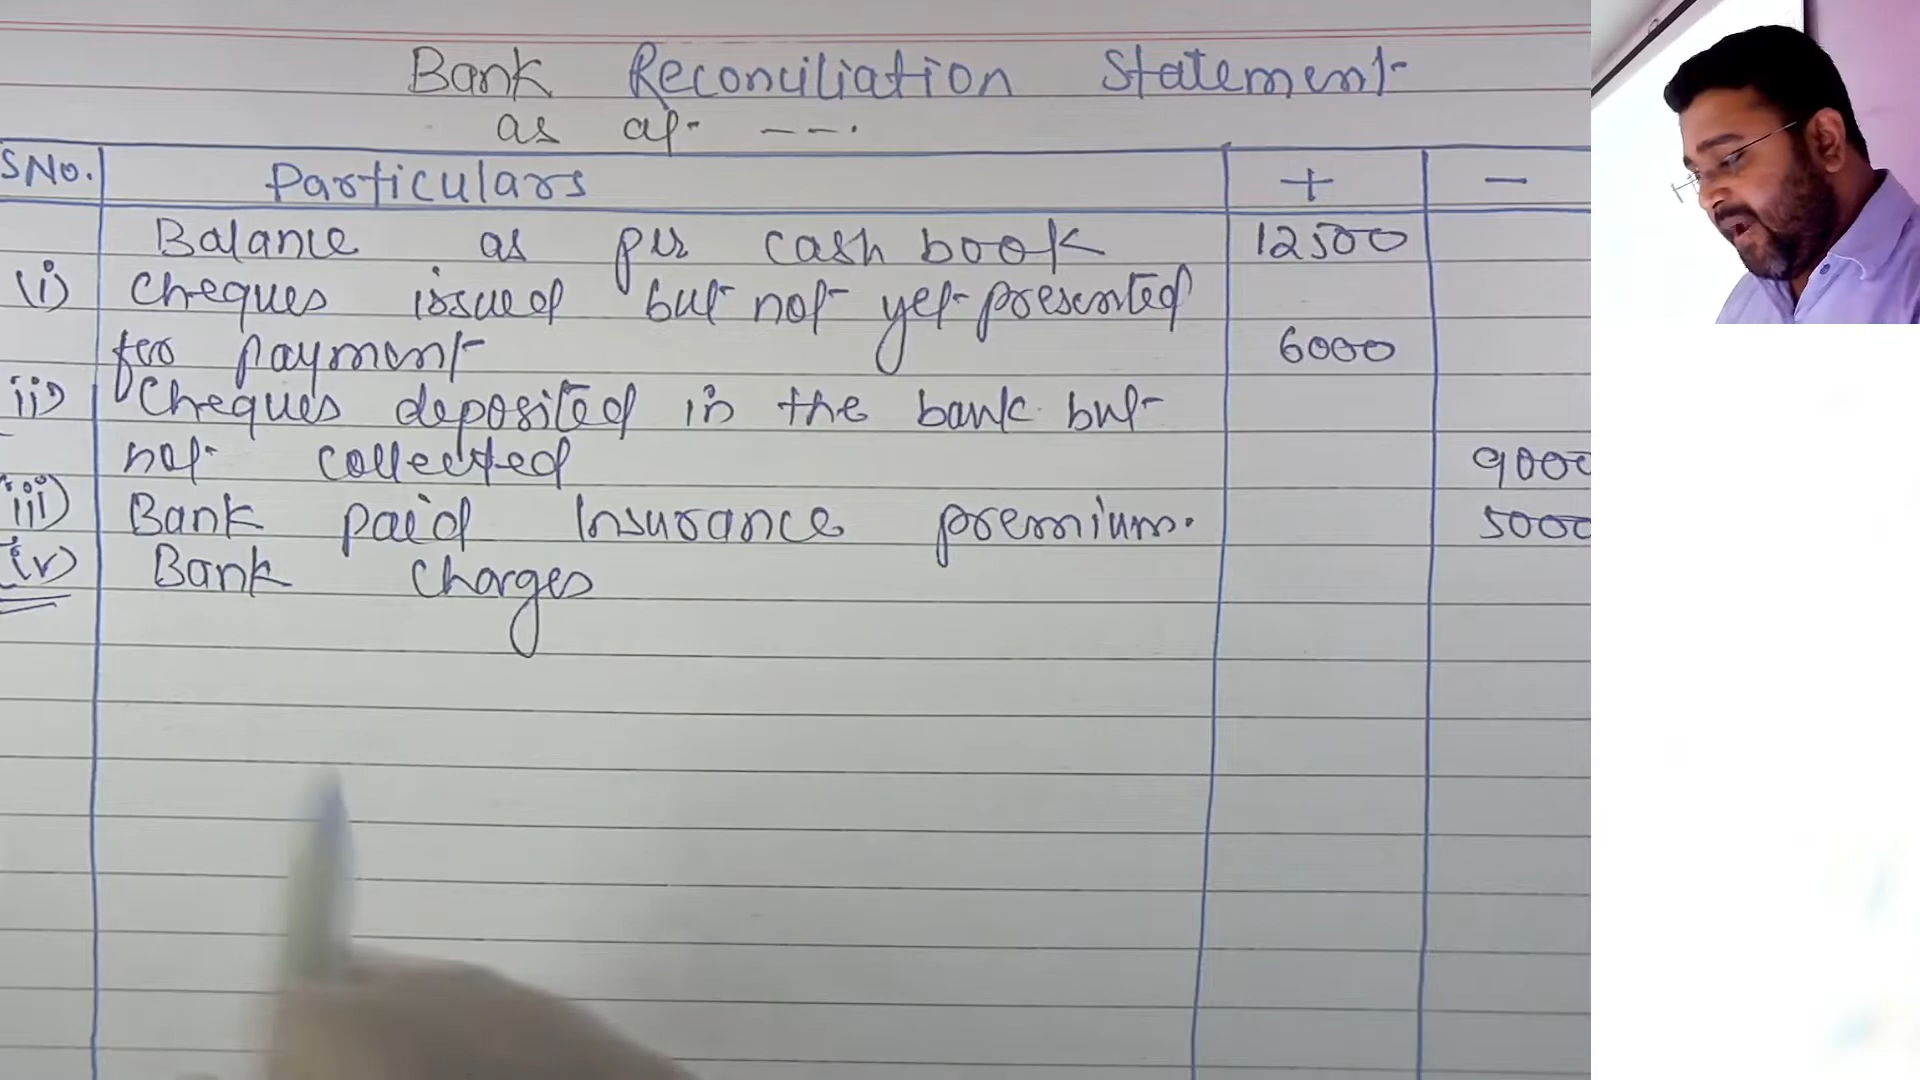 Bank Reconciliation Statement
as at ---.
S No. Particulars + -
Balance as per cash book 12500
(i) Cheques issued but not yet presented
for payment 6000
ii) Cheques deposited in the bank but
not collected 9000
iii) Bank paid Insurance premium. 5000
(iv) Bank Charges